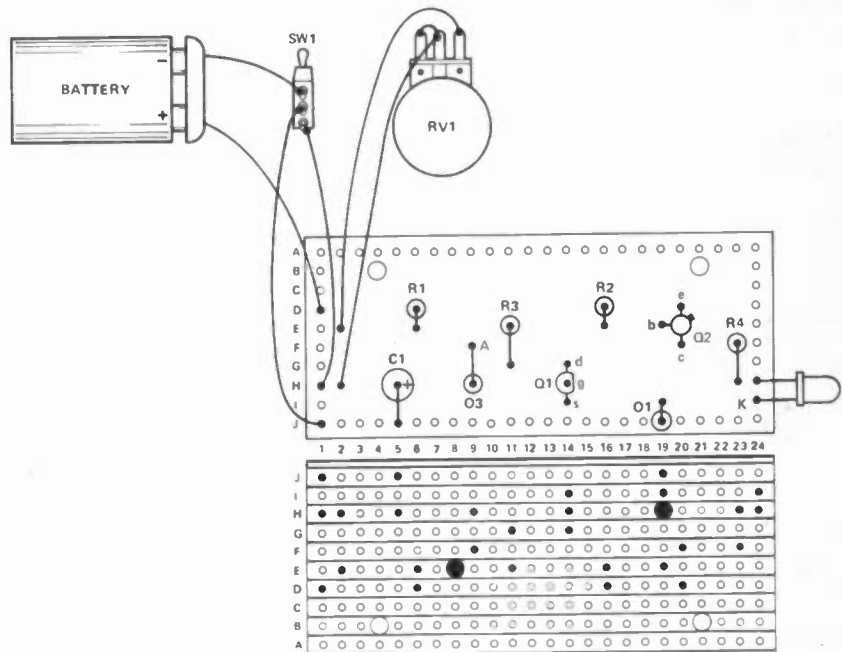 SW1
−
BATTERY
+
RV1
A
B
C
D
E
F
G
H
I
J
R1
R3
R2
e
b
Q2
c
R4
A
C1
+
O3
Q1
d
g
s
O1
K
1 2 3 4 5 6 7 8 9 10 11 12 13 14 15 16 17 18 19 20 21 22 23 24
J
I
H
G
F
E
D
C
B
A